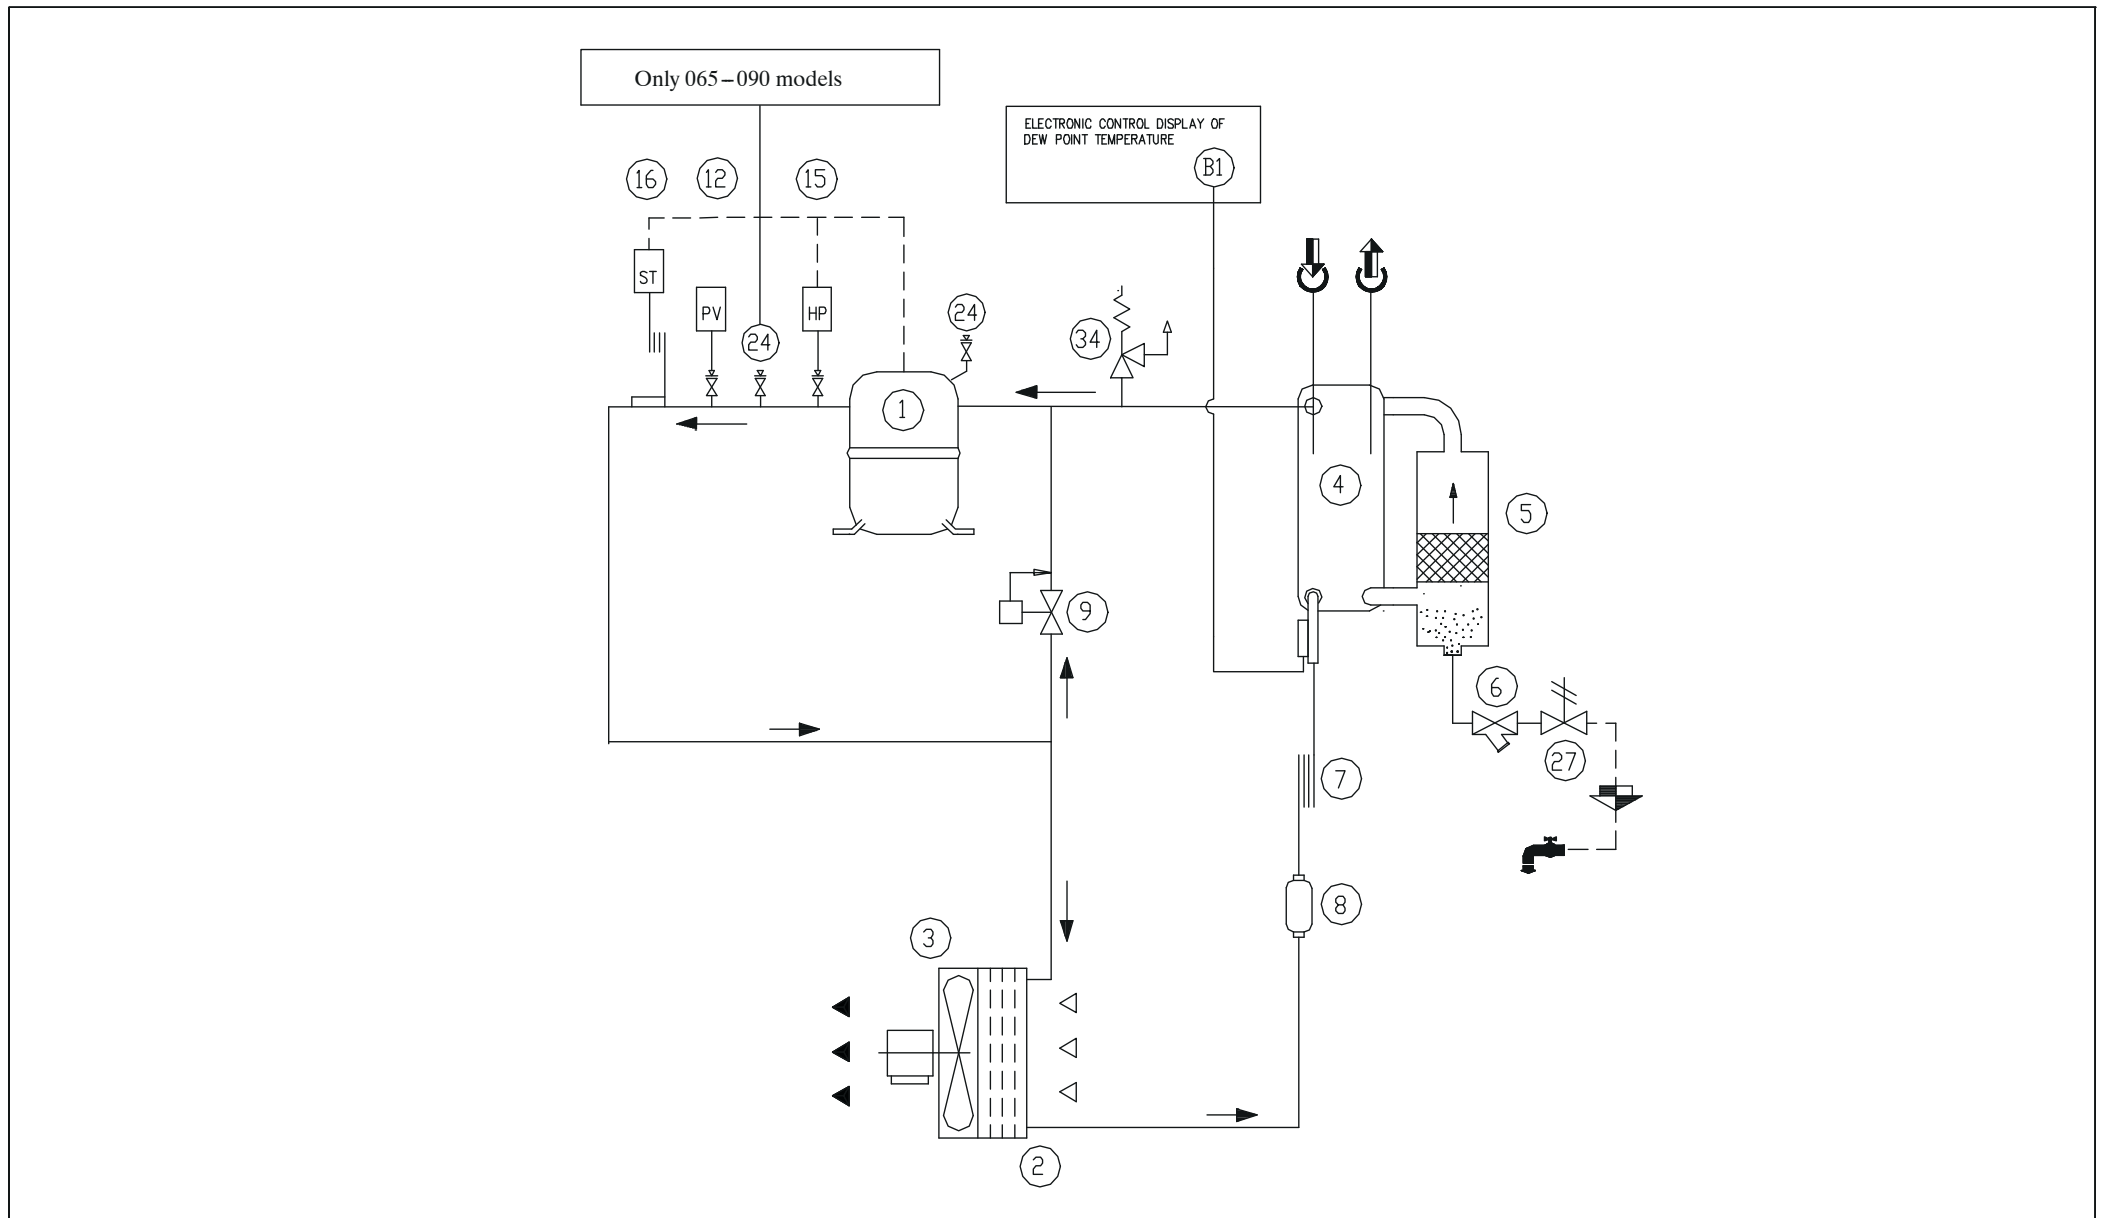 Only 065–090 models
ELECTRONIC CONTROL DISPLAY OF
DEW POINT TEMPERATURE
B1
16
12
15
ST
PV
HP
24
24
34
1
4
5
9
6
27
7
8
3
2